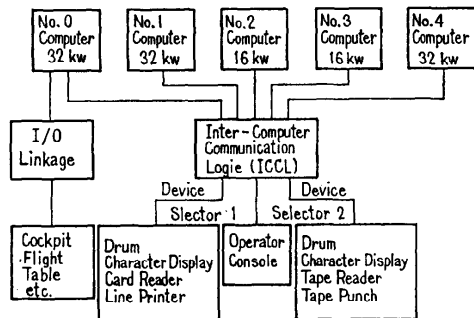 No.0
Computer
32 kw
No.1
Computer
32 kw
No.2
Computer
16 kw
No.3
Computer
16 kw
No.4
Computer
32 kw
I/O
Linkage
Inter-Computer
Communication
Logie (ICCL)
Device
Slector 1
Device
Selector 2
Cockpit
Flight
Table
etc.
Drum
Character Display
Card Reader
Line Printer
Operator
Console
Drum
Character Display
Tape Reader
Tape Punch